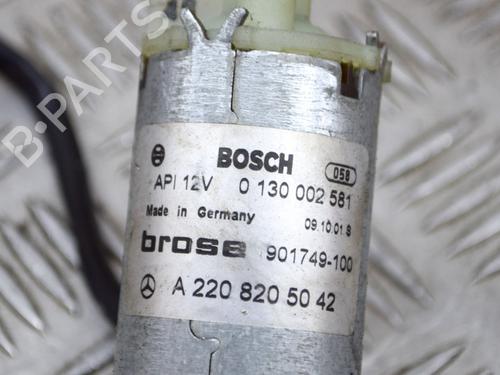 B-PARTS
BOSCH 058
API 12V 0 130 002 581
Made in Germany 09.10.01 8
brose 901749-100
A 220 820 50 42